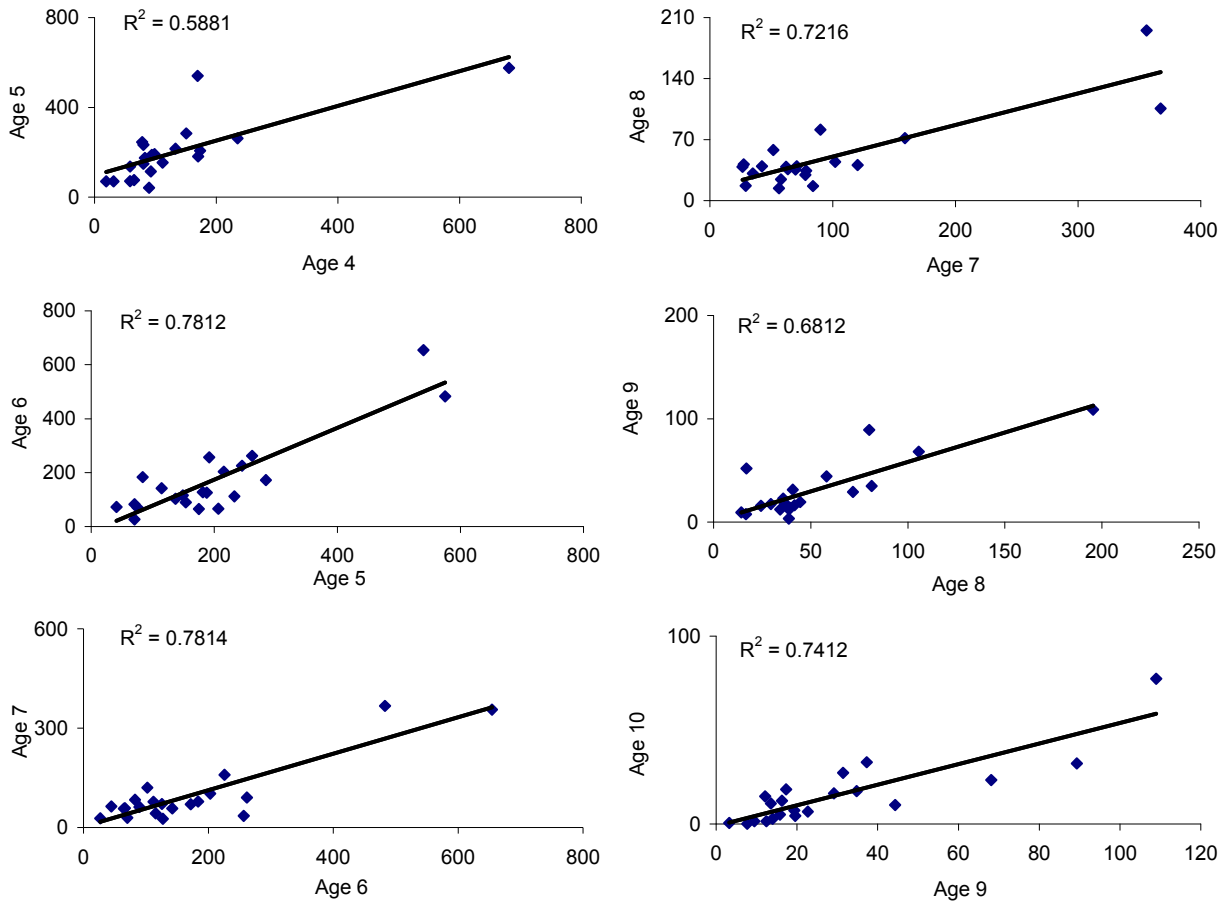 R² = 0.5881
800
400
0
Age 5
0 200 400 600 800
Age 4
R² = 0.7216
210
140
70
0
Age 8
0 100 200 300 400
Age 7
R² = 0.7812
800
600
400
200
0
Age 6
0 200 400 600 800
Age 5
R² = 0.6812
200
100
0
Age 9
0 50 100 150 200 250
Age 8
R² = 0.7814
600
300
0
Age 7
0 200 400 600 800
Age 6
R² = 0.7412
100
0
Age 10
0 20 40 60 80 100 120
Age 9